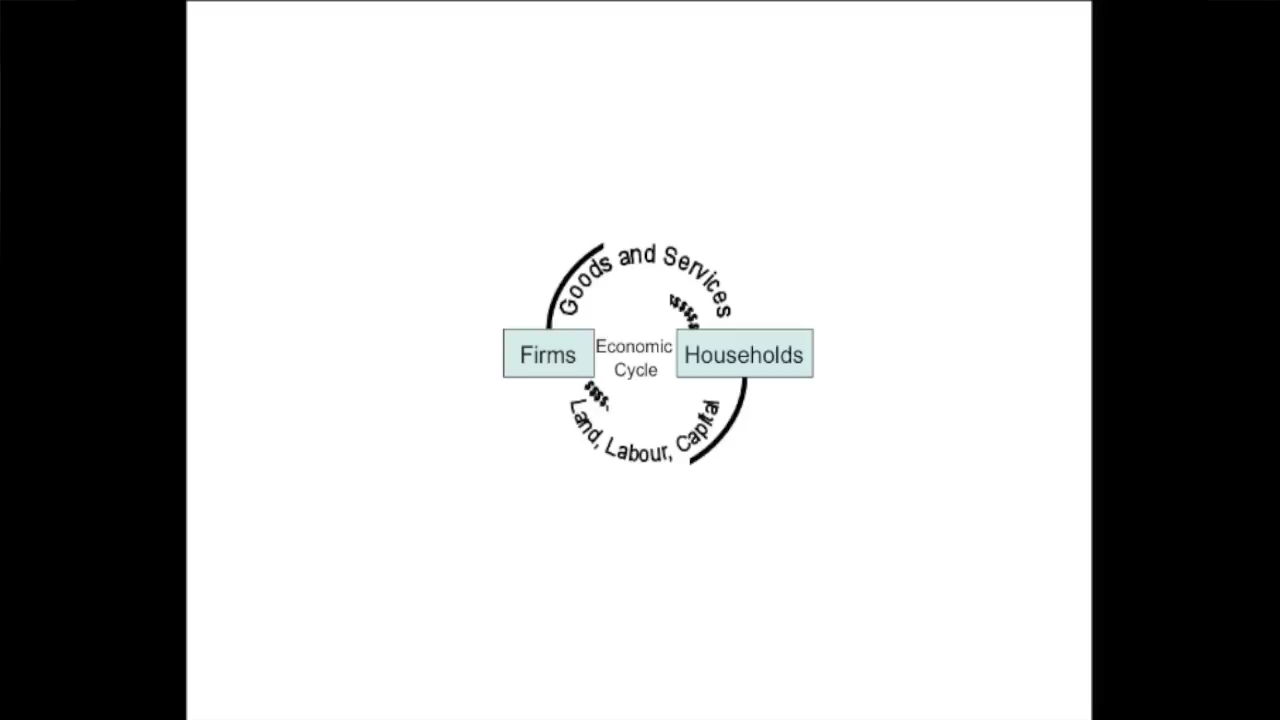 Goods and Services
$$$$$
Firms
Economic
Cycle
Households
$$$$
Land, Labour, Capital